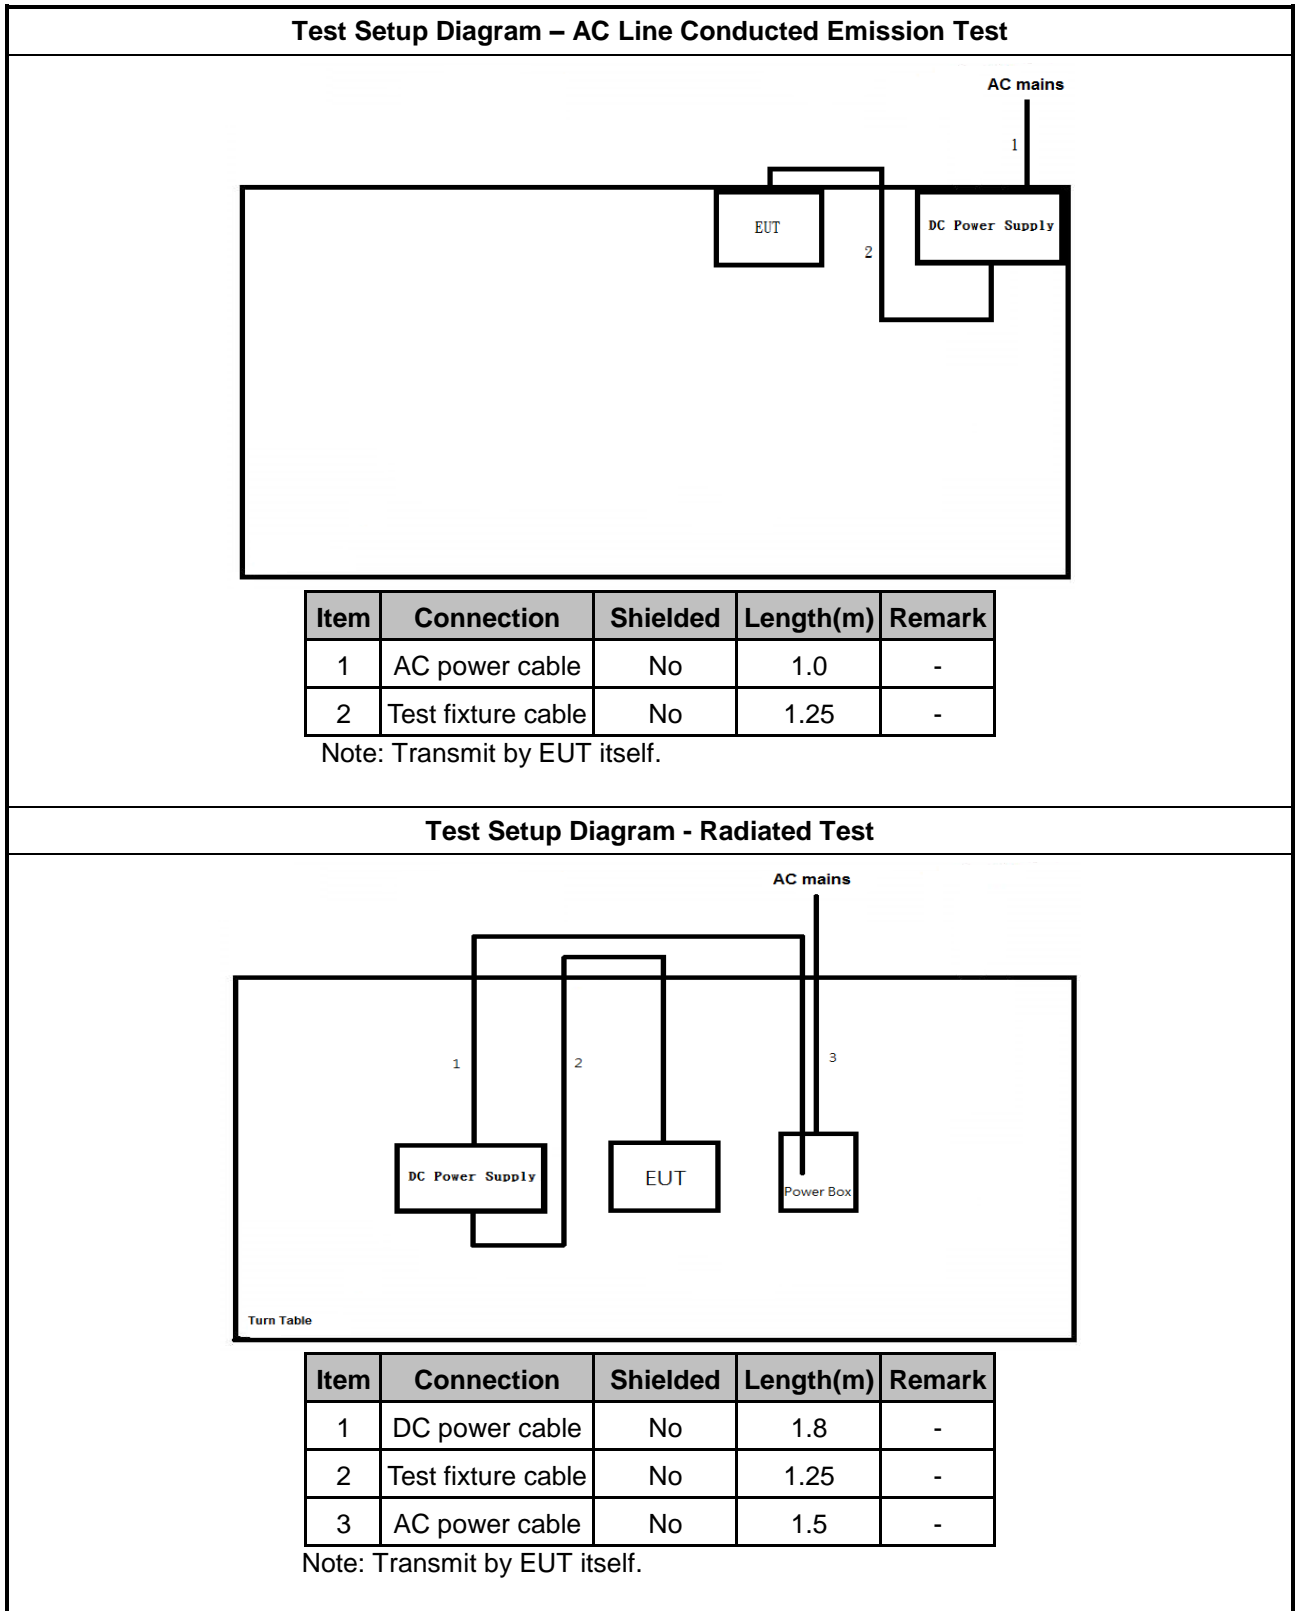 Test Setup Diagram – AC Line Conducted Emission Test
AC mains
1
EUT
DC Power Supply
2
Item Connection Shielded Length(m) Remark
1 AC power cable No 1.0 -
2 Test fixture cable No 1.25 -
Note: Transmit by EUT itself.
Test Setup Diagram - Radiated Test
AC mains
1
2
3
DC Power Supply
EUT
Power Box
Turn Table
Item Connection Shielded Length(m) Remark
1 DC power cable No 1.8 -
2 Test fixture cable No 1.25 -
3 AC power cable No 1.5 -
Note: Transmit by EUT itself.